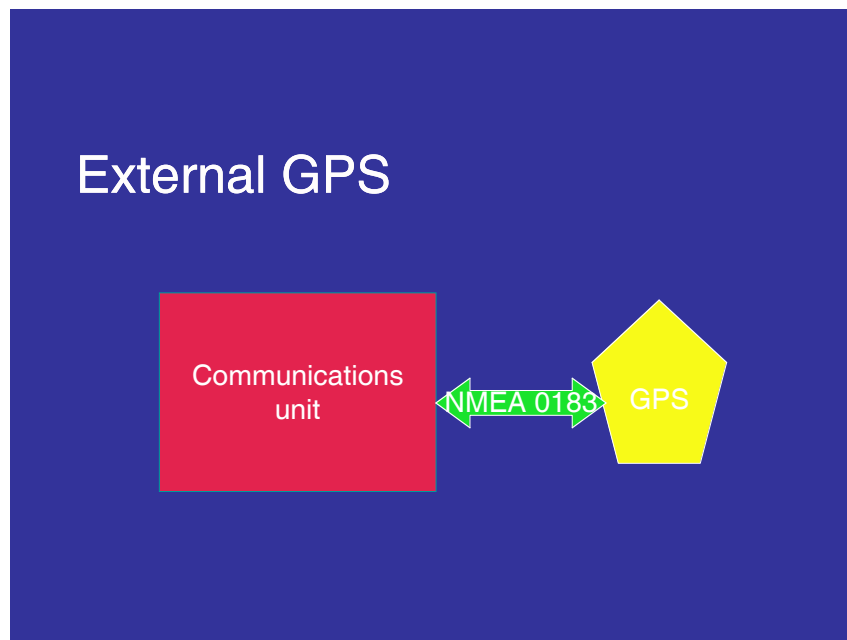 External GPS
Communications
unit
NMEA 0183
GPS